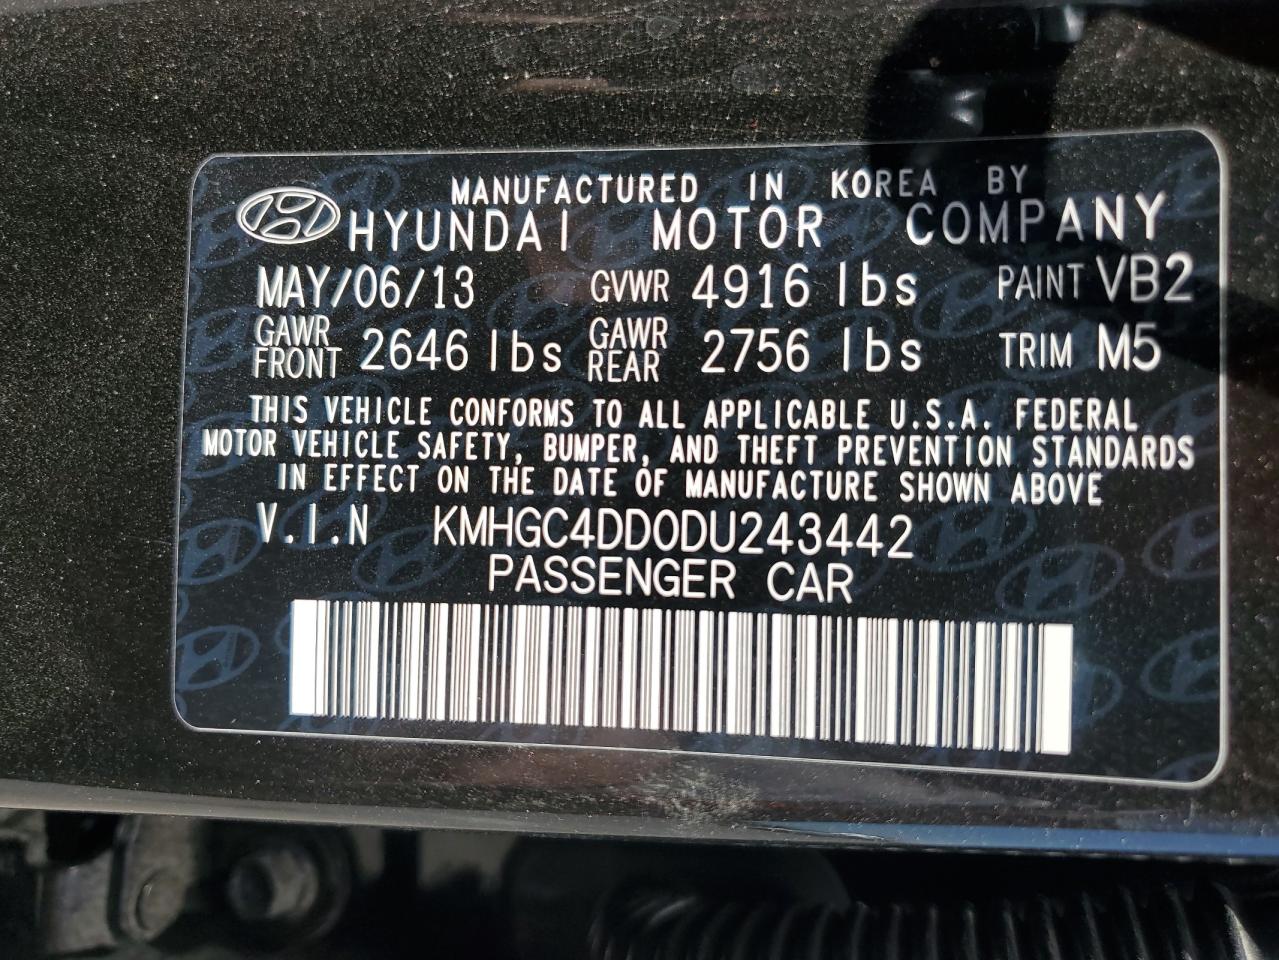 MANUFACTURED IN KOREA BY
HYUNDAI MOTOR COMPANY
MAY/06/13 GVWR 4916 lbs PAINT VB2
GAWR FRONT 2646 lbs GAWR REAR 2756 lbs TRIM M5
THIS VEHICLE CONFORMS TO ALL APPLICABLE U.S.A. FEDERAL
MOTOR VEHICLE SAFETY, BUMPER, AND THEFT PREVENTION STANDARDS
IN EFFECT ON THE DATE OF MANUFACTURE SHOWN ABOVE
V.I.N KMHGC4DD0DU243442
PASSENGER CAR